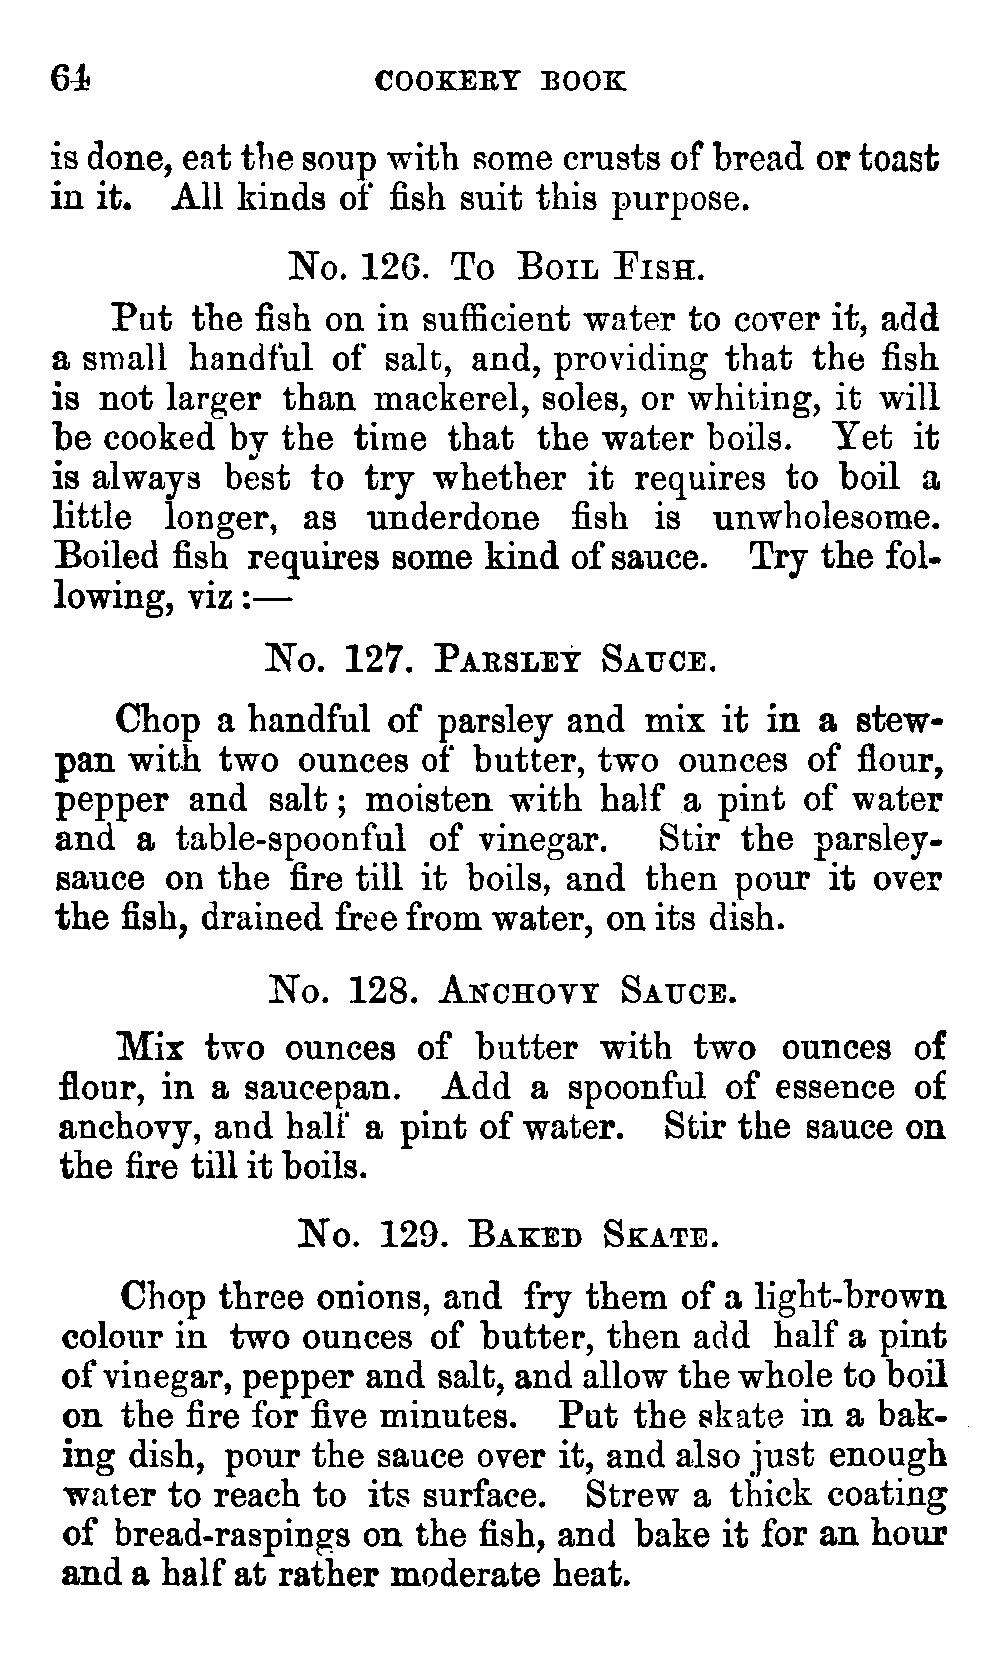 64 COOKERY BOOK
is done, eat the soup with some crusts of bread or toast
in it. All kinds of fish suit this purpose.
No. 126. To Boil Fish.
Put the fish on in sufficient water to cover it, add
a small handful of salt, and, providing that the fish
is not larger than mackerel, soles, or whiting, it will
be cooked by the time that the water boils. Yet it
is always best to try whether it requires to boil a
little longer, as underdone fish is unwholesome.
Boiled fish requires some kind of sauce. Try the fol-
lowing, viz:—
No. 127. Parsley Sauce.
Chop a handful of parsley and mix it in a stew-
pan with two ounces of butter, two ounces of flour,
pepper and salt; moisten with half a pint of water
and a table-spoonful of vinegar. Stir the parsley-
sauce on the fire till it boils, and then pour it over
the fish, drained free from water, on its dish.
No. 128. Anchovy Sauce.
Mix two ounces of butter with two ounces of
flour, in a saucepan. Add a spoonful of essence of
anchovy, and half a pint of water. Stir the sauce on
the fire till it boils.
No. 129. Baked Skate.
Chop three onions, and fry them of a light-brown
colour in two ounces of butter, then add half a pint
of vinegar, pepper and salt, and allow the whole to boil
on the fire for five minutes. Put the skate in a bak-
ing dish, pour the sauce over it, and also just enough
water to reach to its surface. Strew a thick coating
of bread-raspings on the fish, and bake it for an hour
and a half at rather moderate heat.